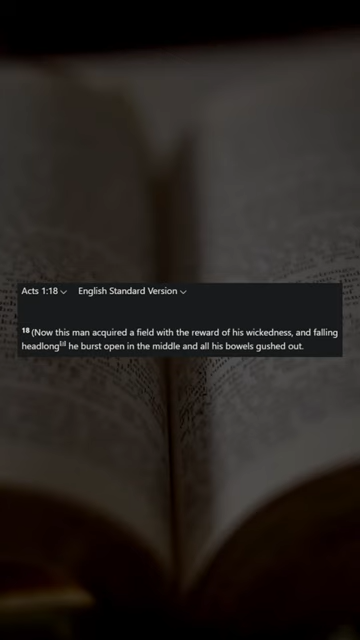 Acts 1:18 English Standard Version
18 (Now this man acquired a field with the reward of his wickedness, and falling
headlong[c] he burst open in the middle and all his bowels gushed out.